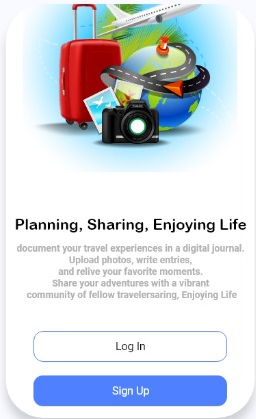 Planning, Sharing, Enjoying Life
document your travel experiences in a digital journal.
Upload photos, write entries,
and relive your favorite moments.
Share your adventures with a vibrant
community of fellow travelersaring, Enjoying Life
Log In
Sign Up